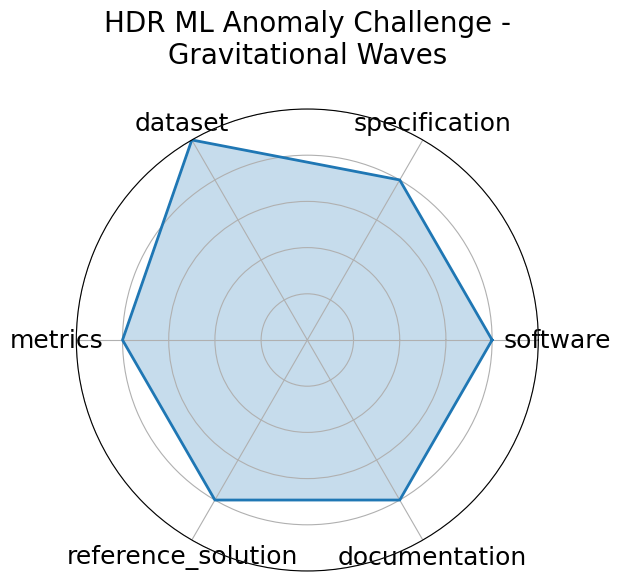 HDR ML Anomaly Challenge -
Gravitational Waves
dataset
specification
metrics
software
reference_solution
documentation